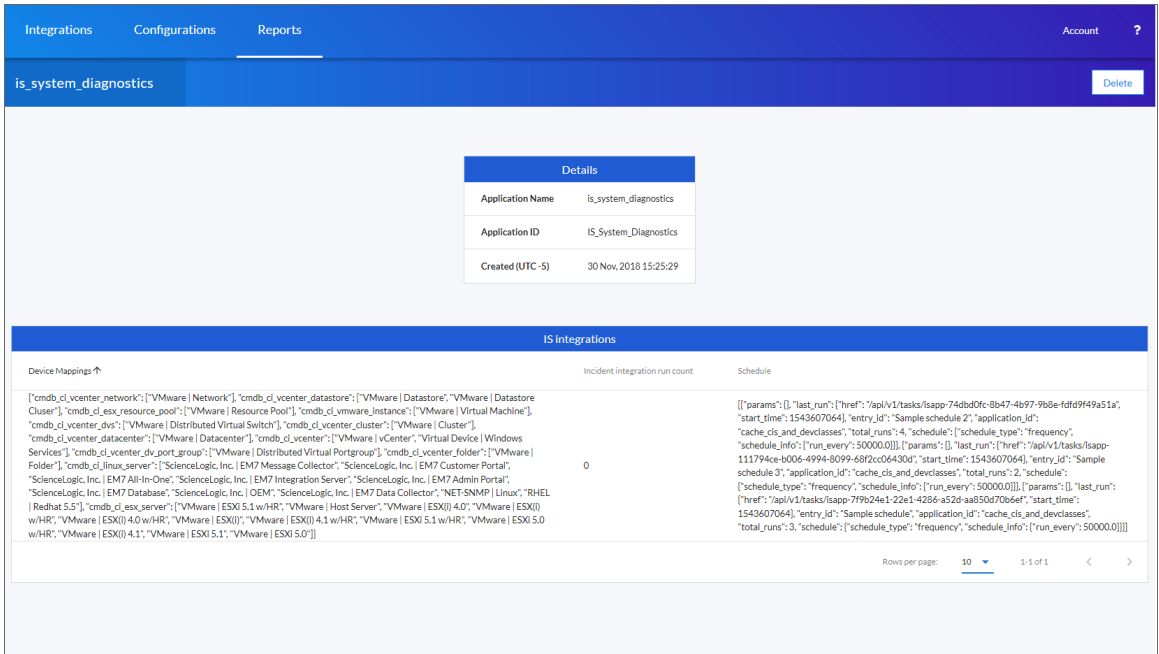 Integrations Configurations Reports Account ?
is_system_diagnostics Delete
Details
Application Name is_system_diagnostics
Application ID IS_System_Diagnostics
Created (UTC -5) 30 Nov, 2018 15:25:29
IS integrations
Device Mappings Incident integration run count Schedule
{"cmdb_ci_vcenter_network": ["VMware | Network"], "cmdb_ci_vcenter_datastore": ["VMware | Datastore", "VMware | Datastore
Cluser"], "cmdb_ci_esx_resource_pool": ["VMware | Resource Pool"], "cmdb_ci_vmware_instance": ["VMware | Virtual Machine"],
"cmdb_ci_vcenter_dvs": ["VMware | Distributed Virtual Switch"], "cmdb_ci_vcenter_cluster": ["VMware | Cluster"],
"cmdb_ci_vcenter_datacenter": ["VMware | Datacenter"], "cmdb_ci_vcenter": ["VMware | vCenter", "Virtual Device | Windows
Services"], "cmdb_ci_vcenter_dv_port_group": ["VMware | Distributed Virtual Portgroup"], "cmdb_ci_vcenter_folder": ["VMware |
Folder"], "cmdb_ci_linux_server": ["ScienceLogic, Inc. | EM7 Message Collector", "ScienceLogic, Inc. | EM7 Customer Portal",
"ScienceLogic, Inc. | EM7 All-In-One", "ScienceLogic, Inc. | EM7 Integration Server", "ScienceLogic, Inc. | EM7 Admin Portal",
"ScienceLogic, Inc. | EM7 Database", "ScienceLogic, Inc. | OEM", "ScienceLogic, Inc. | EM7 Data Collector", "NET-SNMP | Linux", "RHEL
| Redhat 5.5"], "cmdb_ci_esx_server": ["VMware | ESXi 5.1 w/HR", "VMware | Host Server", "VMware | ESX(i) 4.0", "VMware | ESX(i)
w/HR", "VMware | ESX(i) 4.0 w/HR", "VMware | ESX(i)", "VMware | ESX(i) 4.1 w/HR", "VMware | ESXi 5.1 w/HR", "VMware | ESXi 5.0
w/HR", "VMware | ESX(i) 4.1", "VMware | ESXi 5.1", "VMware | ESXi 5.0"]}
0
[{"params": {}, "last_run": {"href": "/api/v1/tasks/isapp-74dbd0fc-8b47-4b97-9b8e-fdfd9f49a51a",
"start_time": 1543607064}, "entry_id": "Sample schedule 2", "application_id":
"cache_cis_and_devclasses", "total_runs": 4, "schedule": {"schedule_type": "frequency",
"schedule_info": {"run_every": 50000.0}}}, {"params": {}, "last_run": {"href": "/api/v1/tasks/isapp-
111794ce-b006-4994-8099-68f2cc06430d", "start_time": 1543607064}, "entry_id": "Sample
schedule 3", "application_id": "cache_cis_and_devclasses", "total_runs": 2, "schedule":
{"schedule_type": "frequency", "schedule_info": {"run_every": 50000.0}}}, {"params": {}, "last_run":
{"href": "/api/v1/tasks/isapp-7f9b24e1-22e1-4286-a52d-aa850d70b6ef", "start_time":
1543607064}, "entry_id": "Sample schedule", "application_id": "cache_cis_and_devclasses",
"total_runs": 3, "schedule": {"schedule_type": "frequency", "schedule_info": {"run_every": 50000.0}}}]
Rows per page: 10 1-1 of 1